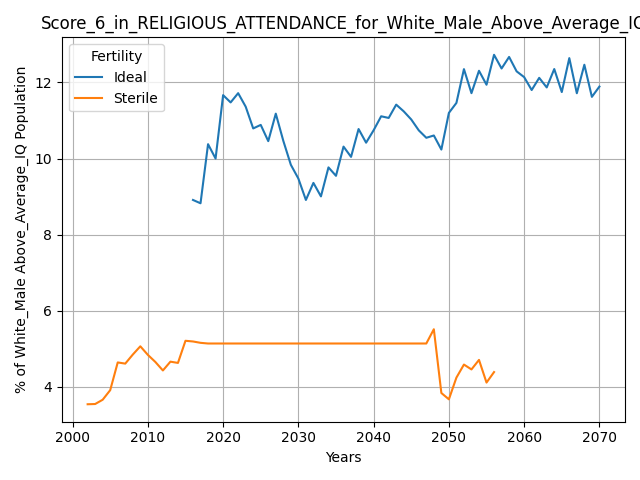 Score_6_in_RELIGIOUS_ATTENDANCE_for_White_Male_Above_Average_IQ
Fertility
Ideal
Sterile
% of White_Male Above_Average_IQ Population
12
10
8
6
4
2000 2010 2020 2030 2040 2050 2060 2070
Years